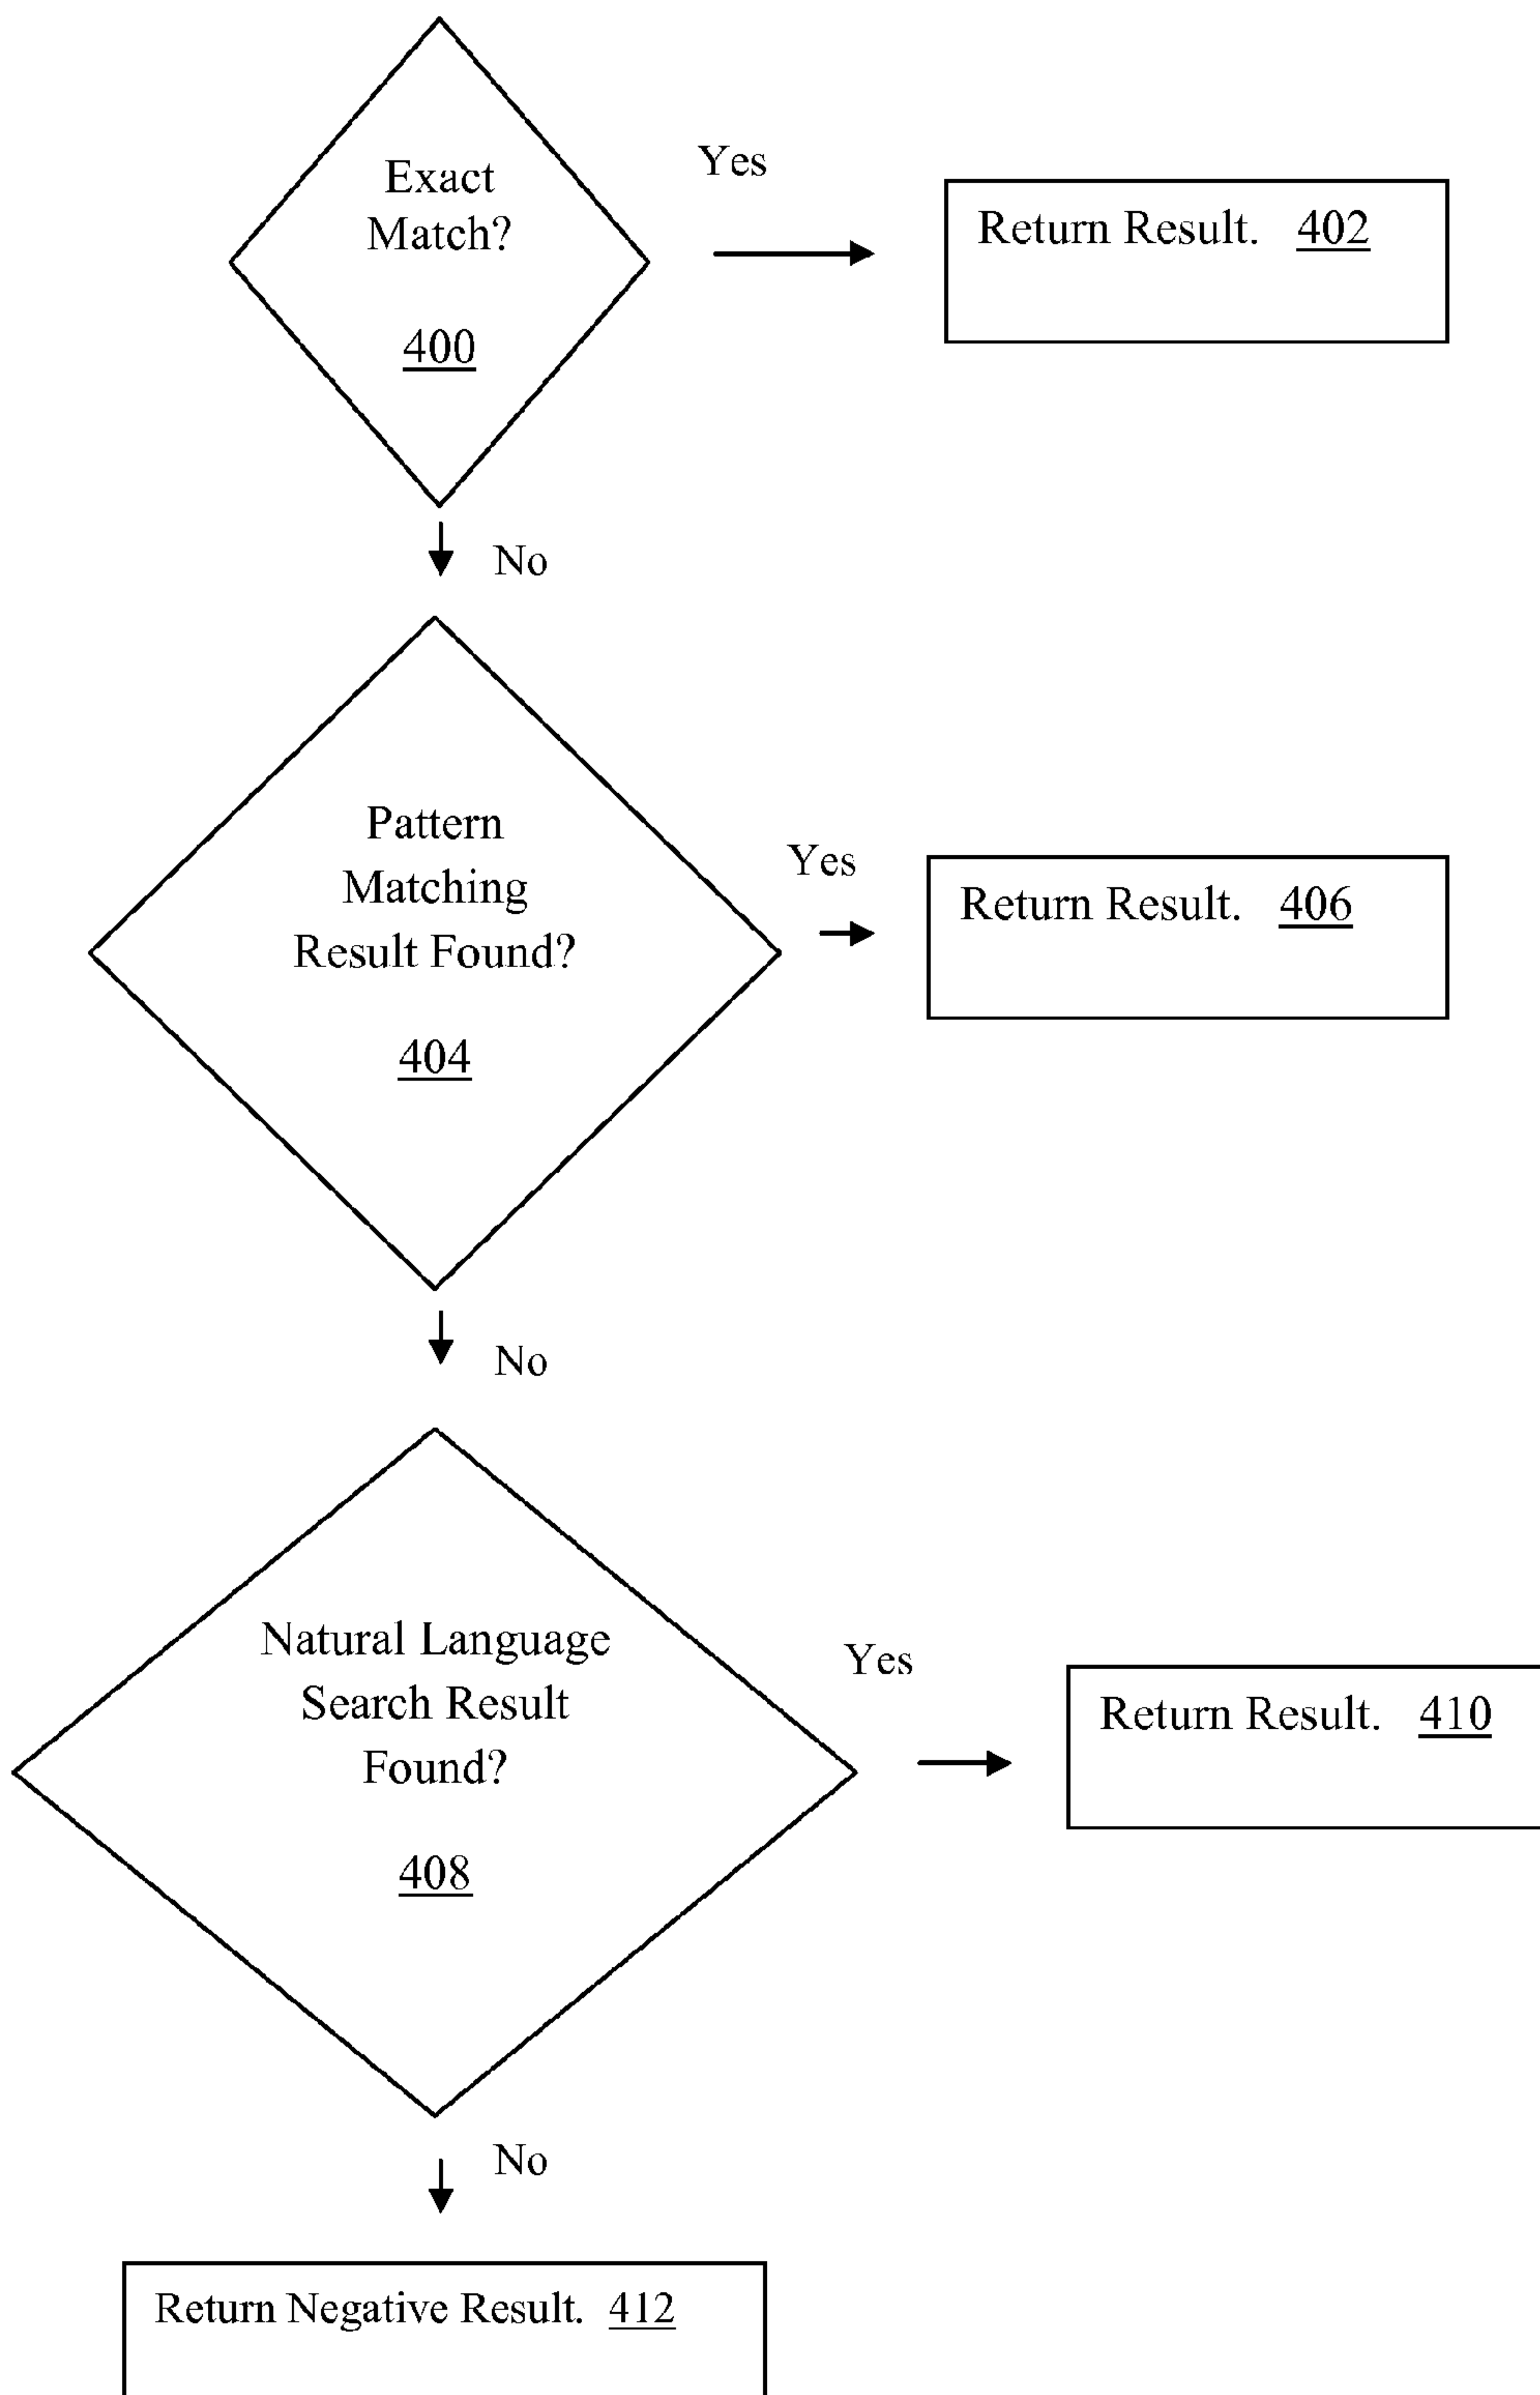 Exact
Match?
400
Yes
Return Result. 402
No
Pattern
Matching
Result Found?
404
Yes
Return Result. 406
No
Natural Language
Search Result
Found?
408
Yes
Return Result. 410
No
Return Negative Result. 412